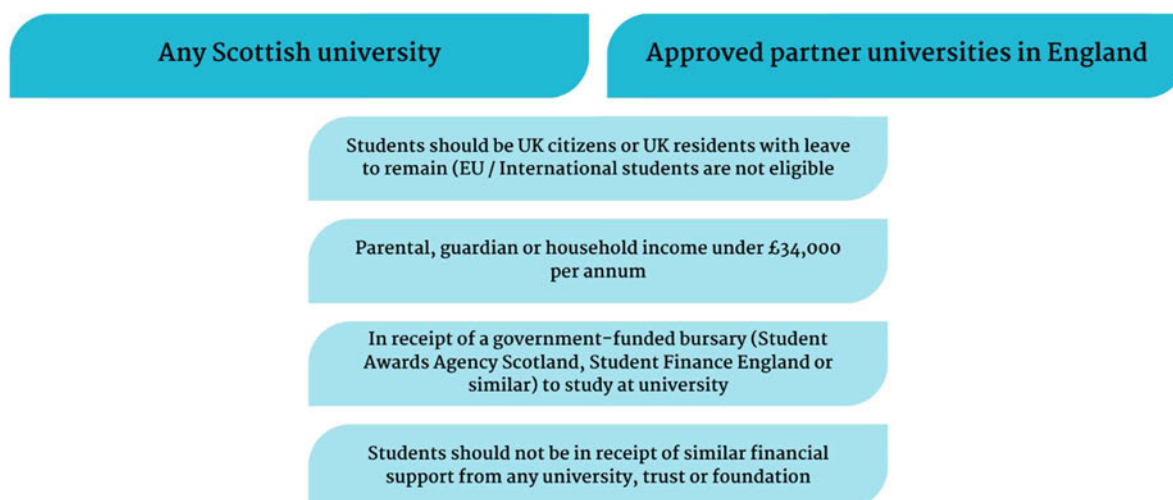 Any Scottish university
Approved partner universities in England
Students should be UK citizens or UK residents with leave
to remain (EU / International students are not eligible
Parental, guardian or household income under £34,000
per annum
In receipt of a government-funded bursary (Student
Awards Agency Scotland, Student Finance England or
similar) to study at university
Students should not be in receipt of similar financial
support from any university, trust or foundation